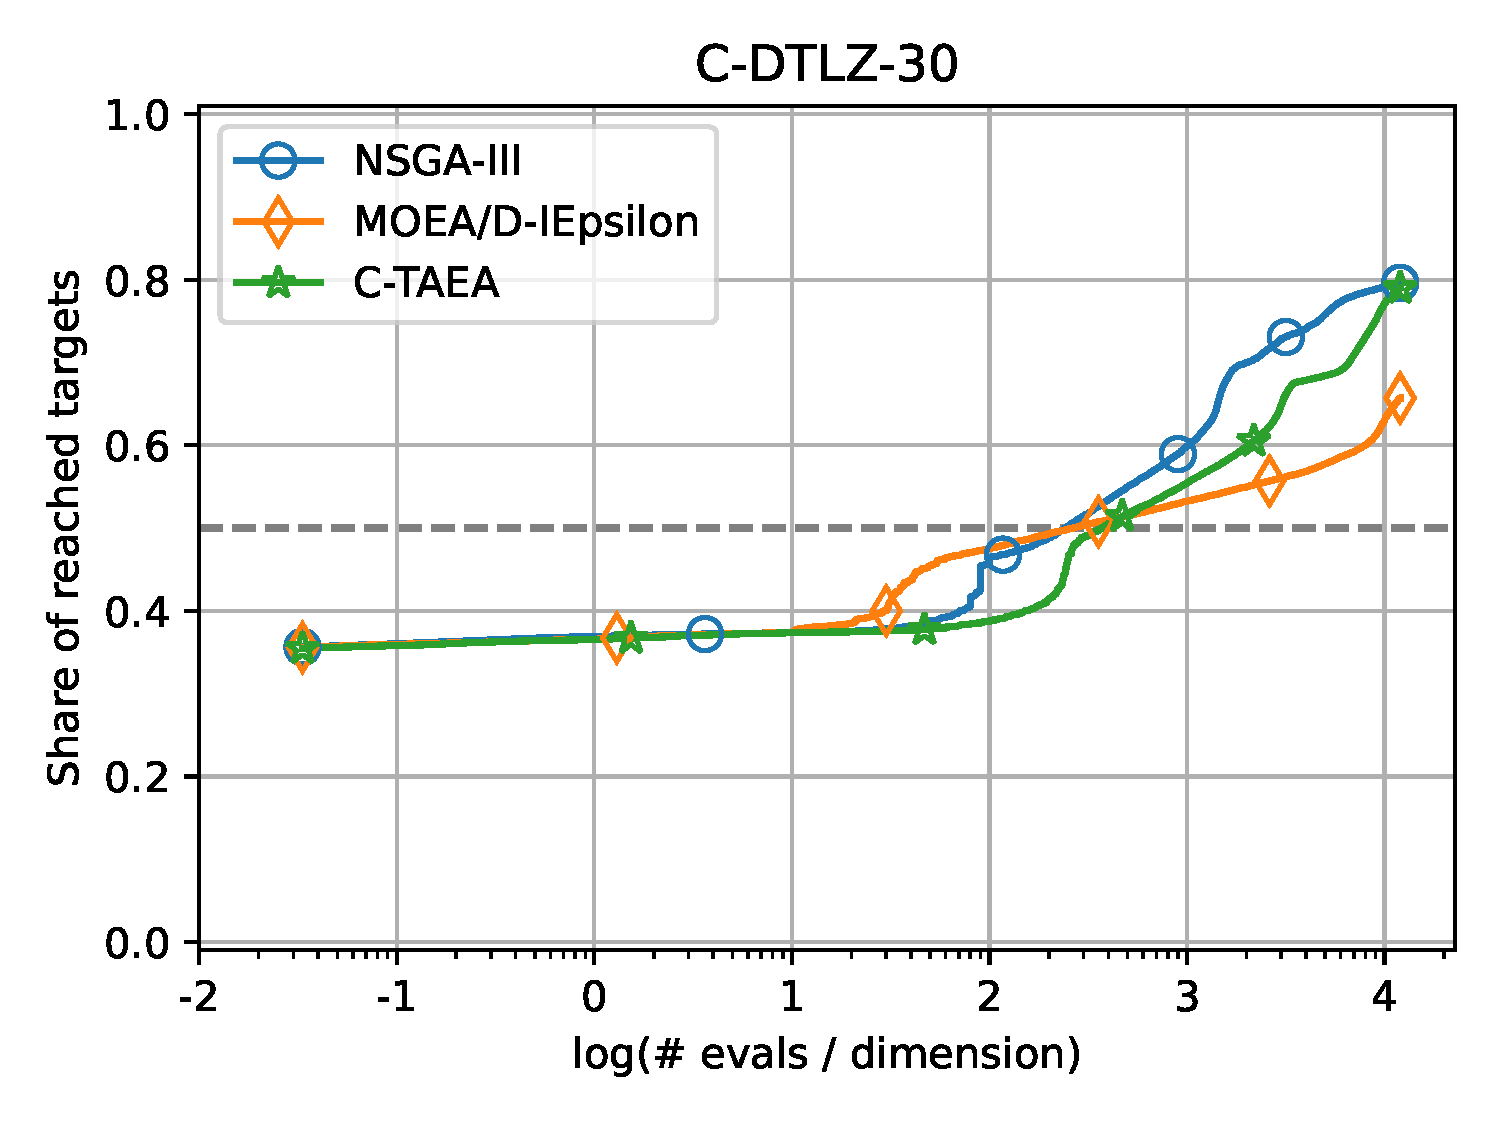 C-DTLZ-30
NSGA-III
MOEA/D-IEpsilon
C-TAEA
Share of reached targets
1.0
0.8
0.6
0.4
0.2
0.0
-2 -1 0 1 2 3 4
log(# evals / dimension)